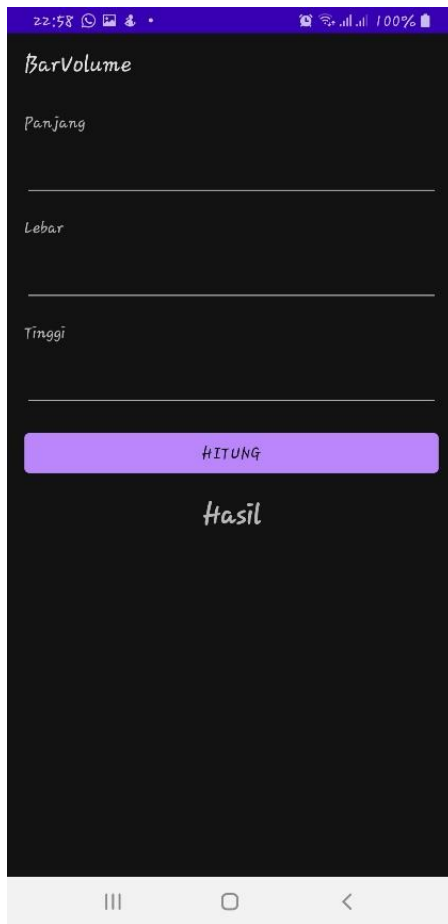 22:58 100%
BarVolume
Panjang
Lebar
Tinggi
HITUNG
Hasil